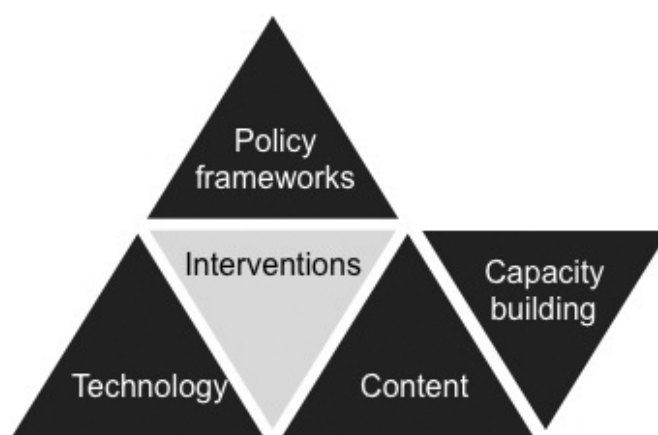 Policy
frameworks
Interventions
Capacity
building
Technology
Content